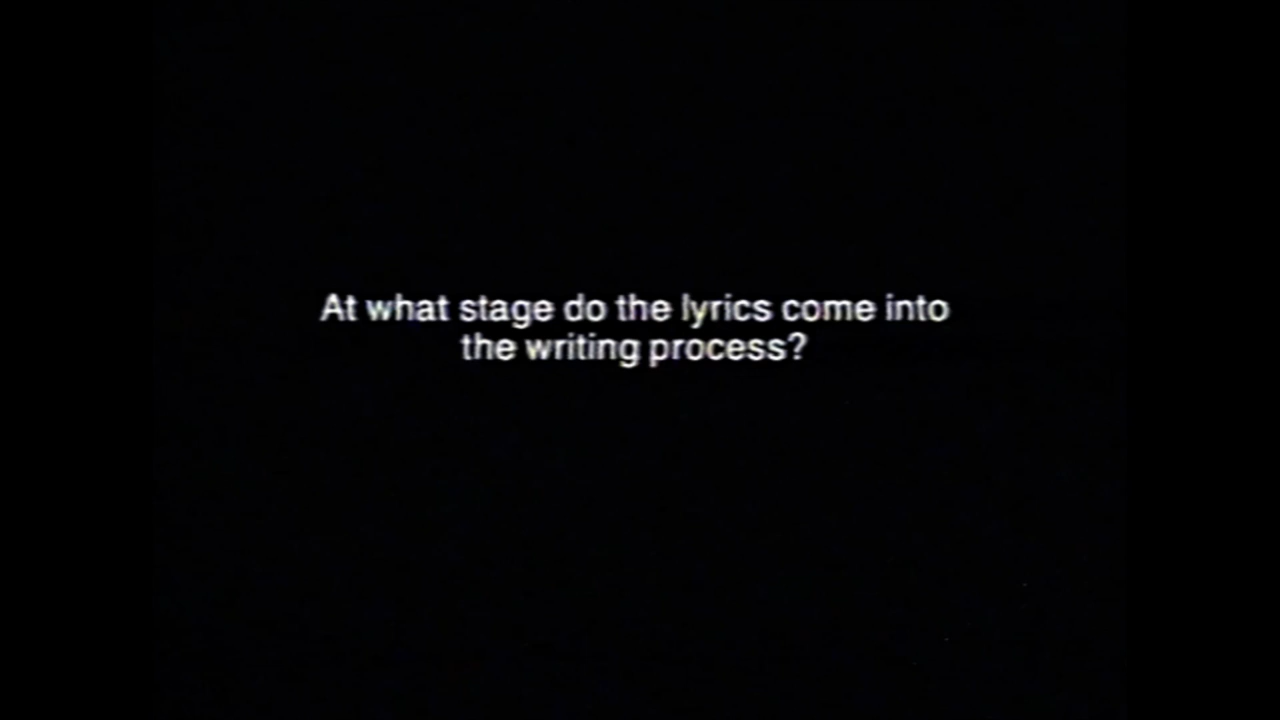 At what stage do the lyrics come into
the writing process?